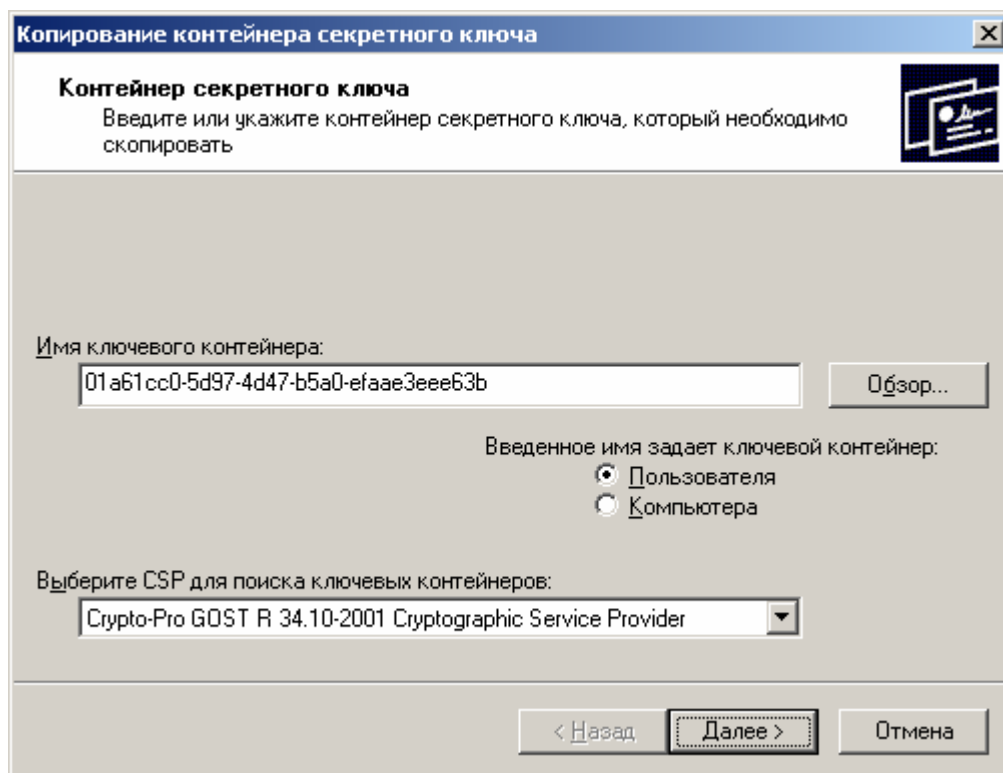 Копирование контейнера секретного ключа
Контейнер секретного ключа
Введите или укажите контейнер секретного ключа, который необходимо
скопировать
Имя ключевого контейнера:
01a61cc0-5d97-4d47-b5a0-efaae3eee63b
Обзор...
Введенное имя задает ключевой контейнер:
Пользователя
Компьютера
Выберите CSP для поиска ключевых контейнеров:
Crypto-Pro GOST R 34.10-2001 Cryptographic Service Provider
< Назад
Далее >
Отмена